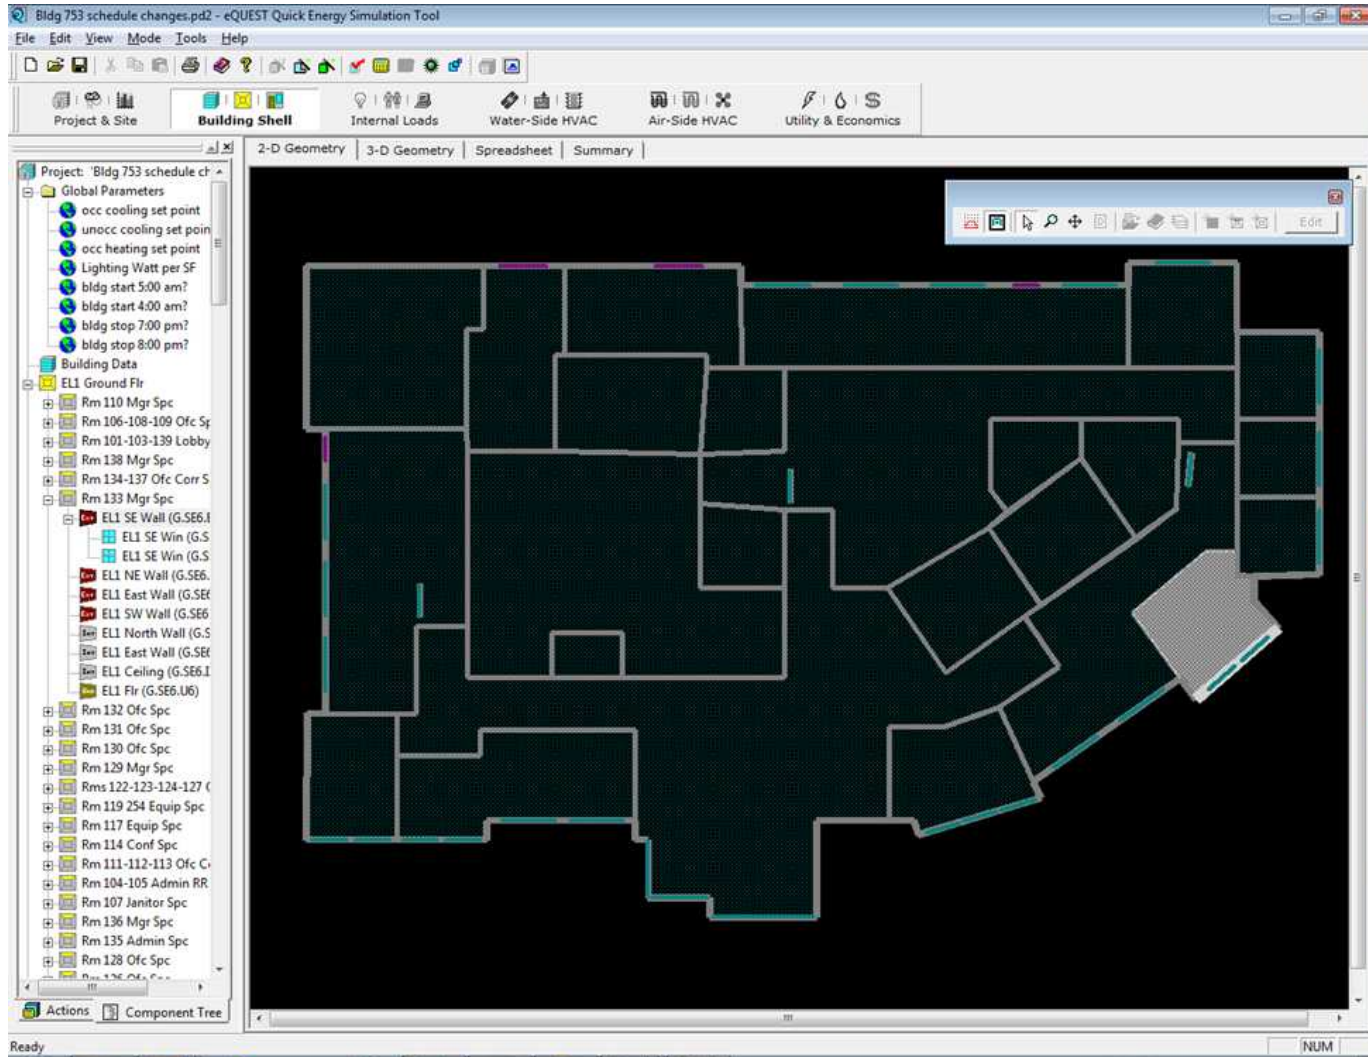 Bldg 753 schedule changes.pd2 - eQUEST Quick Energy Simulation Tool
File Edit View Mode Tools Help
Project & Site Building Shell Internal Loads Water-Side HVAC Air-Side HVAC Utility & Economics
2-D Geometry 3-D Geometry Spreadsheet Summary
Project: 'Bldg 753 schedule ch
Global Parameters
occ cooling set point
unocc cooling set poin
occ heating set point
Lighting Watt per SF
bldg start 5:00 am?
bldg start 4:00 am?
bldg stop 7:00 pm?
bldg stop 8:00 pm?
Building Data
EL1 Ground Flr
Rm 110 Mgr Spc
Rm 106-108-109 Ofc Sp
Rm 101-103-139 Lobby
Rm 138 Mgr Spc
Rm 134-137 Ofc Corr S
Rm 133 Mgr Spc
EL1 SE Wall (G.SE6.E
EL1 SE Win (G.S
EL1 SE Win (G.S
EL1 NE Wall (G.SE6.
EL1 East Wall (G.SE6
EL1 SW Wall (G.SE6
EL1 North Wall (G.S
EL1 East Wall (G.SE6
EL1 Ceiling (G.SE6.I
EL1 Flr (G.SE6.U6)
Rm 132 Ofc Spc
Rm 131 Ofc Spc
Rm 130 Ofc Spc
Rm 129 Mgr Spc
Rms 122-123-124-127 (
Rm 119 254 Equip Spc
Rm 117 Equip Spc
Rm 114 Conf Spc
Rm 111-112-113 Ofc C
Rm 104-105 Admin RR
Rm 107 Janitor Spc
Rm 136 Mgr Spc
Rm 135 Admin Spc
Rm 128 Ofc Spc
Edit
Actions Component Tree
Ready NUM